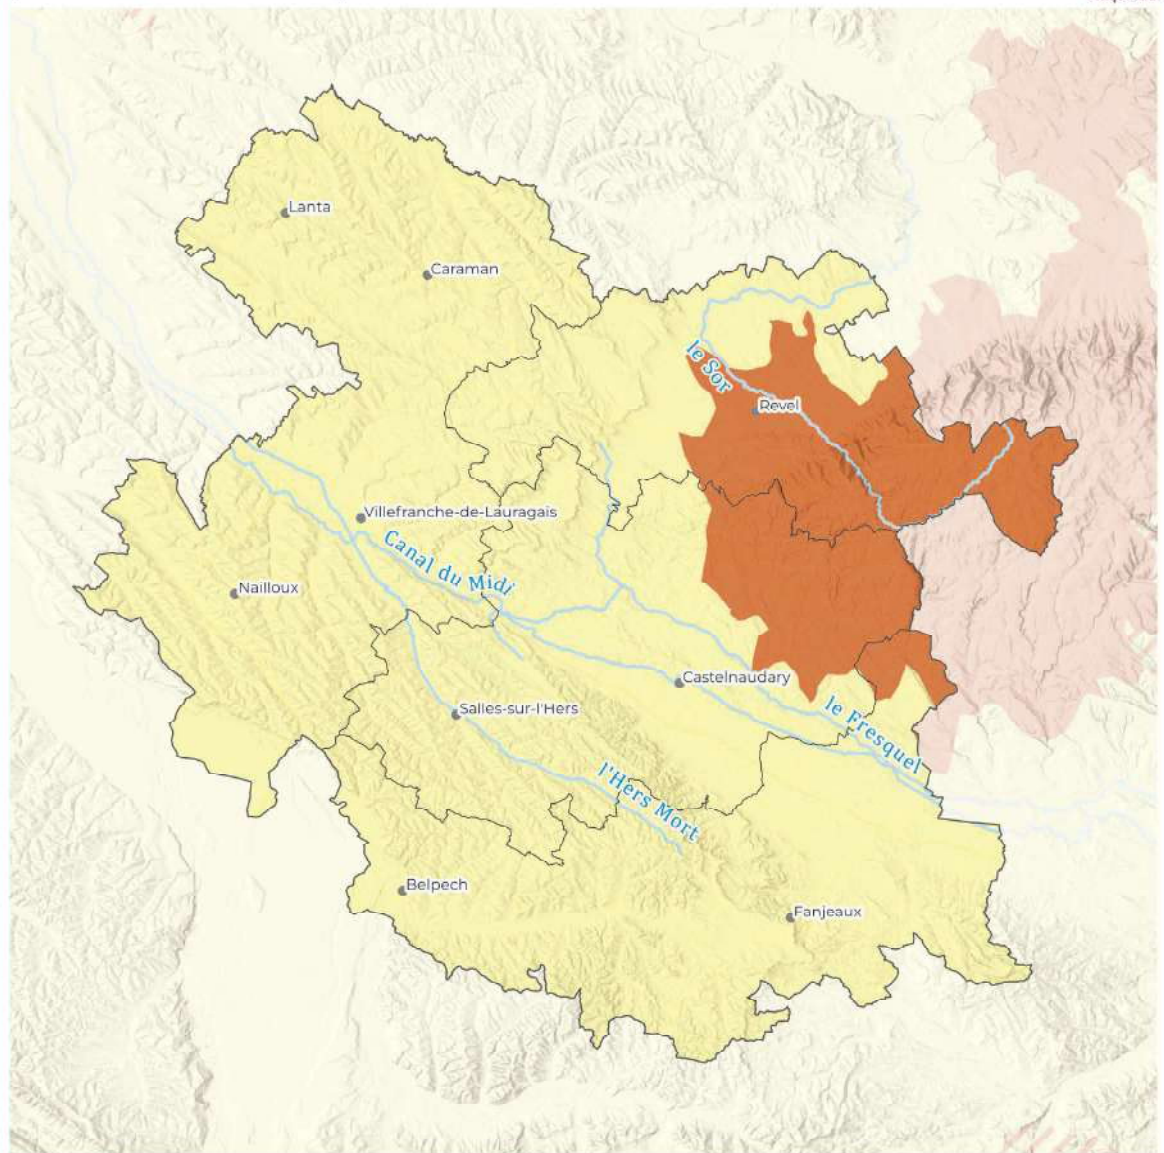 Lanta
Caraman
le Sor
Revel
Villefranche-de-Lauragais
Canal du Midi
Nailloux
Castelnaudary
Salles-sur-l'Hers
le Fresquel
l'Hers Mort
Belpech
Fanjeaux